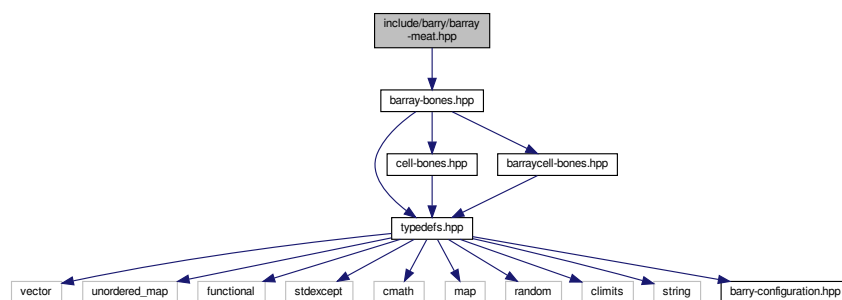 include/barry/barray
-meat.hpp
barray-bones.hpp
cell-bones.hpp
barraycell-bones.hpp
typedefs.hpp
vector
unordered_map
functional
stdexcept
cmath
map
random
climits
string
barry-configuration.hpp